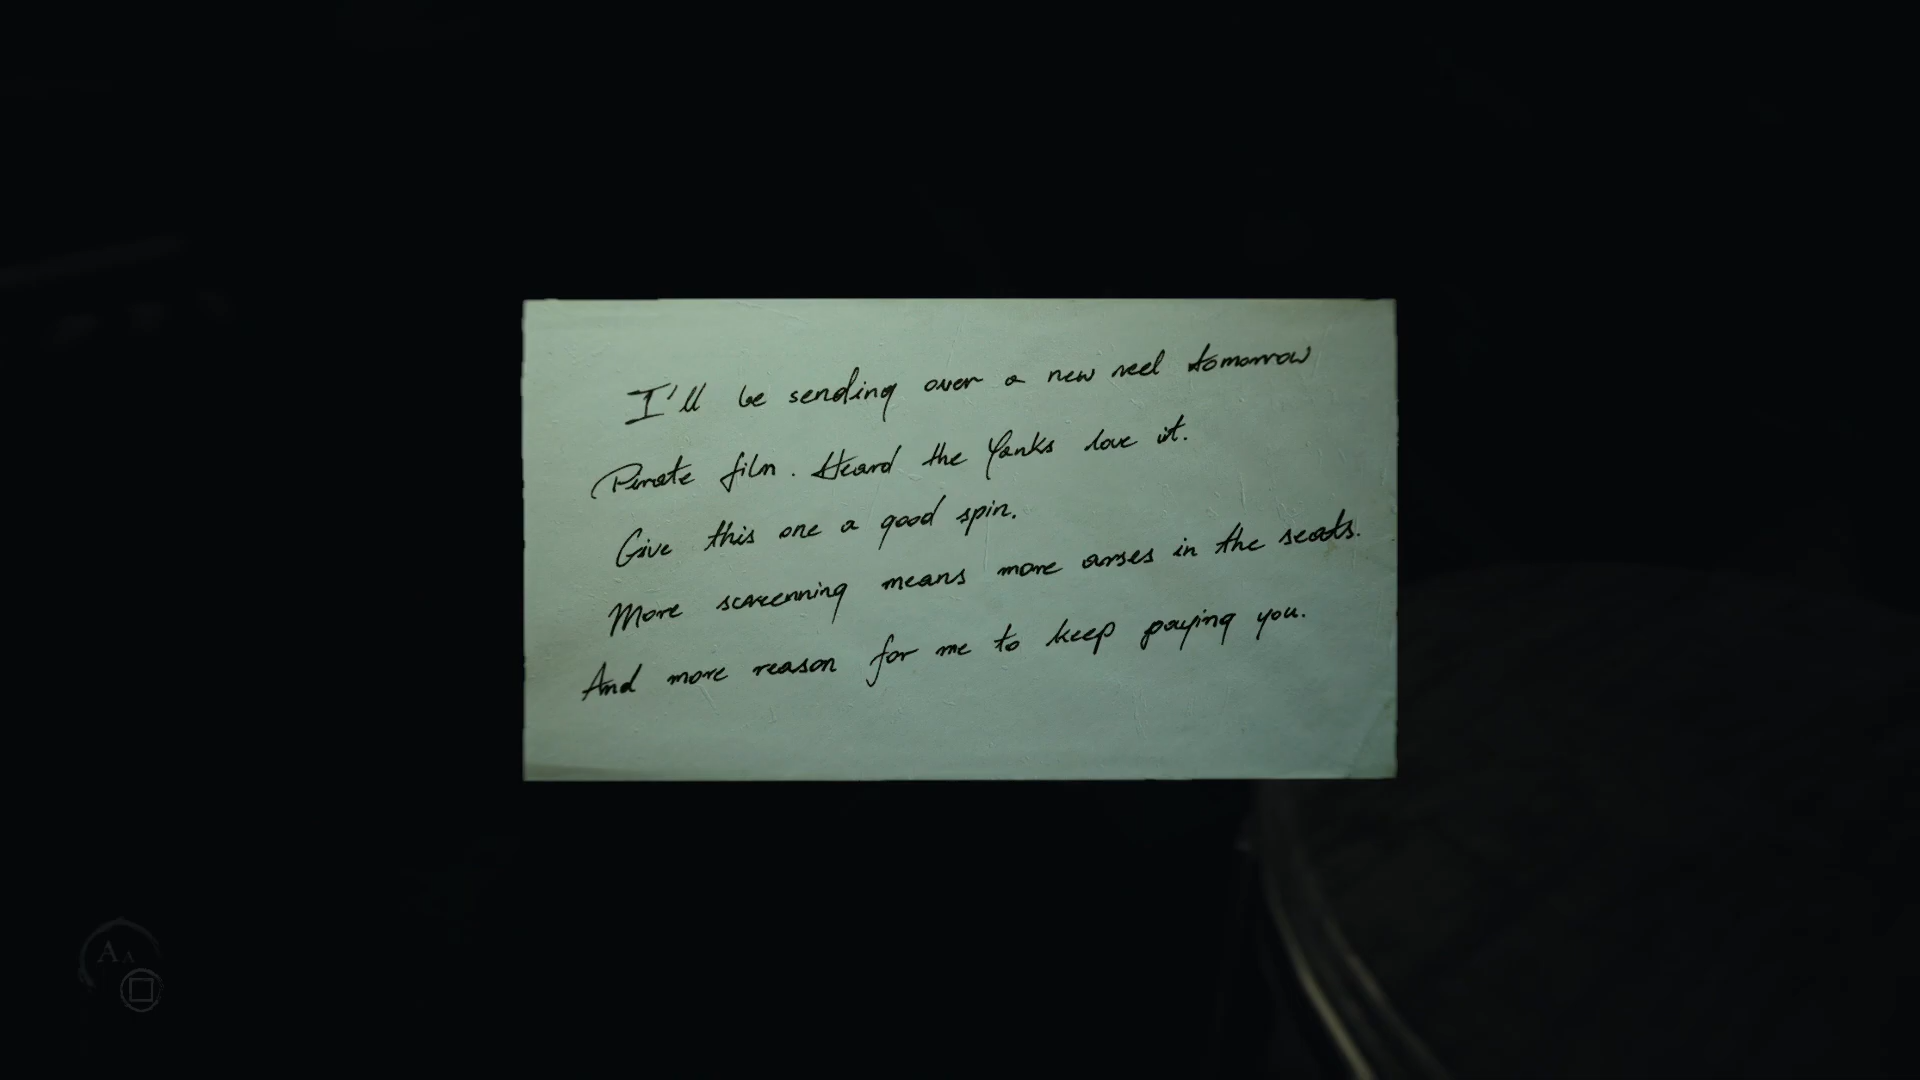 I'll be sending over a new reel tomorrow
Pirate film. Heard the Yanks love it.
Give this one a good spin.
More screenning means more arses in the seats.
And more reason for me to keep paying you.
A A